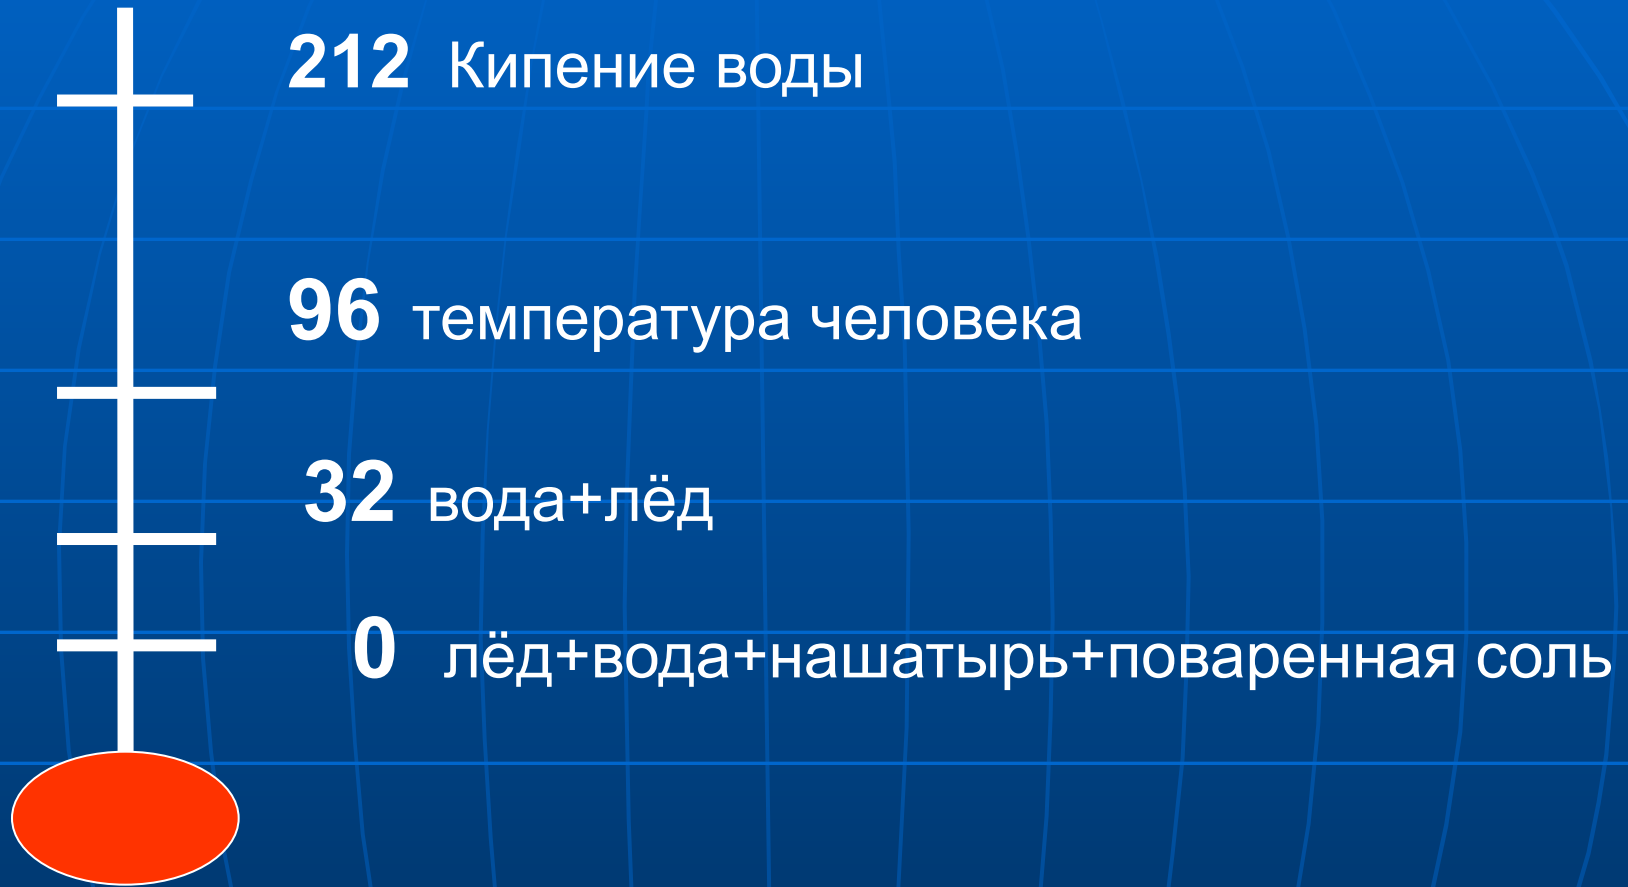 212 Кипение воды
96 температура человека
32 вода+лёд
0 лёд+вода+нашатырь+поваренная соль